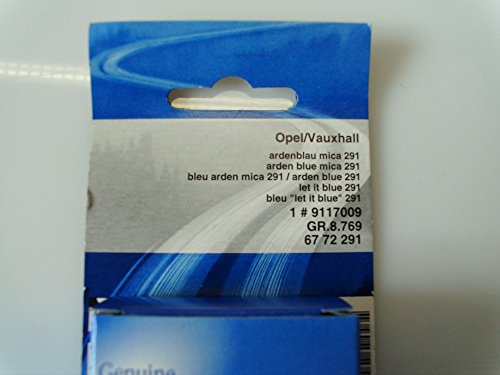 Opel/Vauxhall
ardenblau mica 291
arden blue mica 291
bleu arden mica 291 / arden blue 291
let it blue 291
bleu "let it blue" 291
1 # 9117009
GR.8.769
67 72 291
Genuine